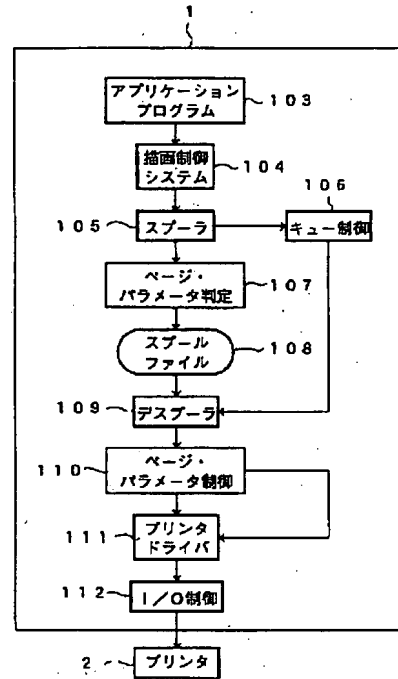 1
アプリケーション
プログラム
103
描画制御
システム
104
106
105
スプーラ
キュー制御
ページ・
パラメータ判定
107
スプール
ファイル
108
109
デスプーラ
110
ページ・
パラメータ制御
111
プリンタ
ドライバ
112
I/O制御
2
プリンタ